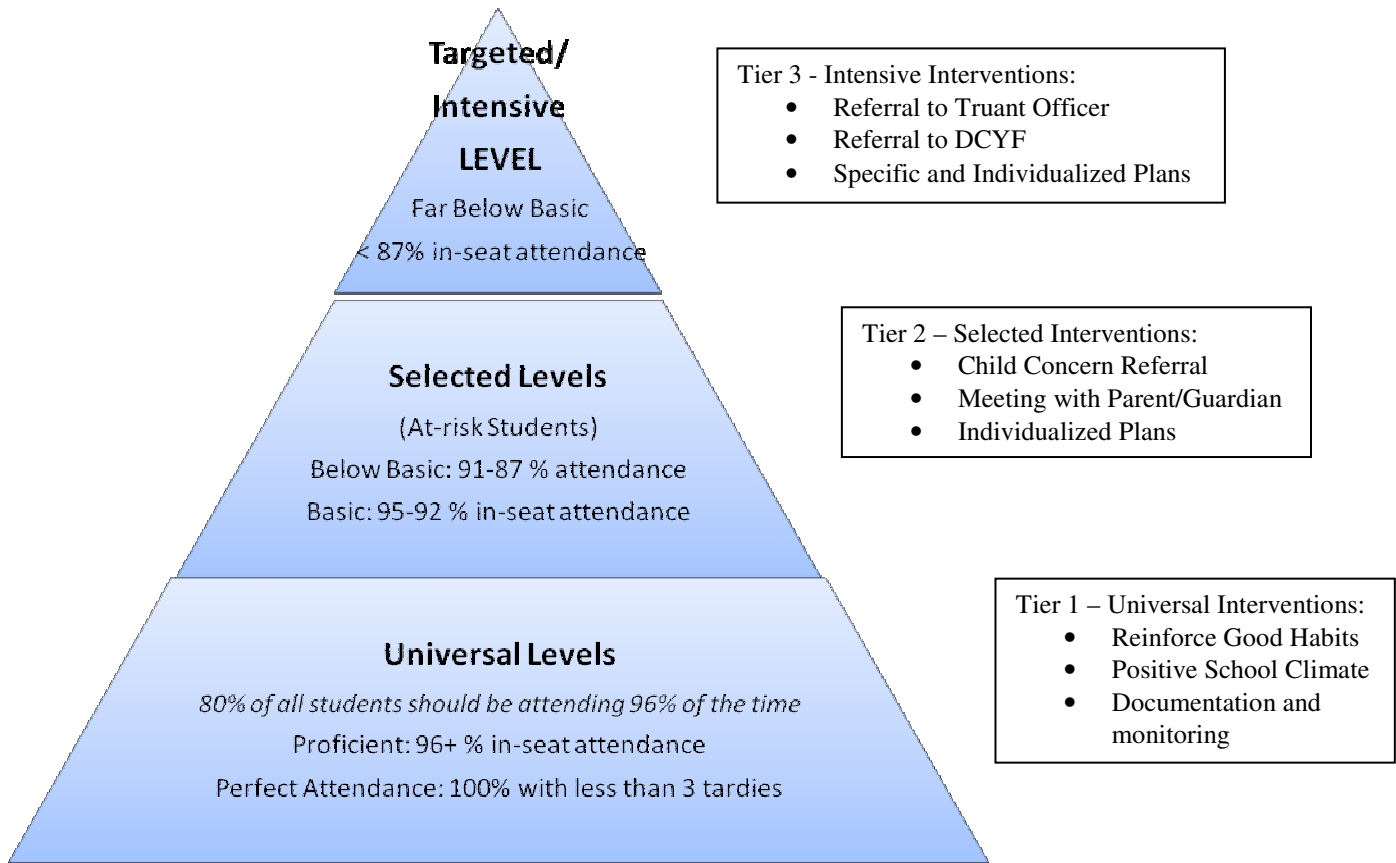 Targeted/
Intensive
LEVEL
Far Below Basic
< 87% in-seat attendance
Tier 3 - Intensive Interventions:
• Referral to Truant Officer
• Referral to DCYF
• Specific and Individualized Plans
Selected Levels
(At-risk Students)
Below Basic: 91-87 % attendance
Basic: 95-92 % in-seat attendance
Tier 2 – Selected Interventions:
• Child Concern Referral
• Meeting with Parent/Guardian
• Individualized Plans
Universal Levels
80% of all students should be attending 96% of the time
Proficient: 96+ % in-seat attendance
Perfect Attendance: 100% with less than 3 tardies
Tier 1 – Universal Interventions:
• Reinforce Good Habits
• Positive School Climate
• Documentation and
monitoring